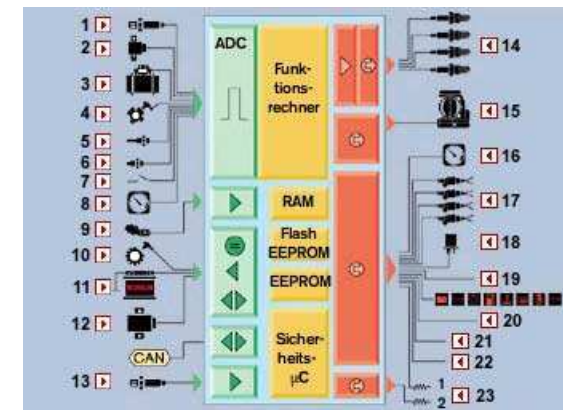 1
2
3
4
5
6
7
8
9
10
11
12
CAN
13
ADC
Funk-
tions-
rechner
RAM
Flash
EEPROM
EEPROM
Sicher-
heits-
µC
14
15
16
17
18
19
20
21
22
1
2
23